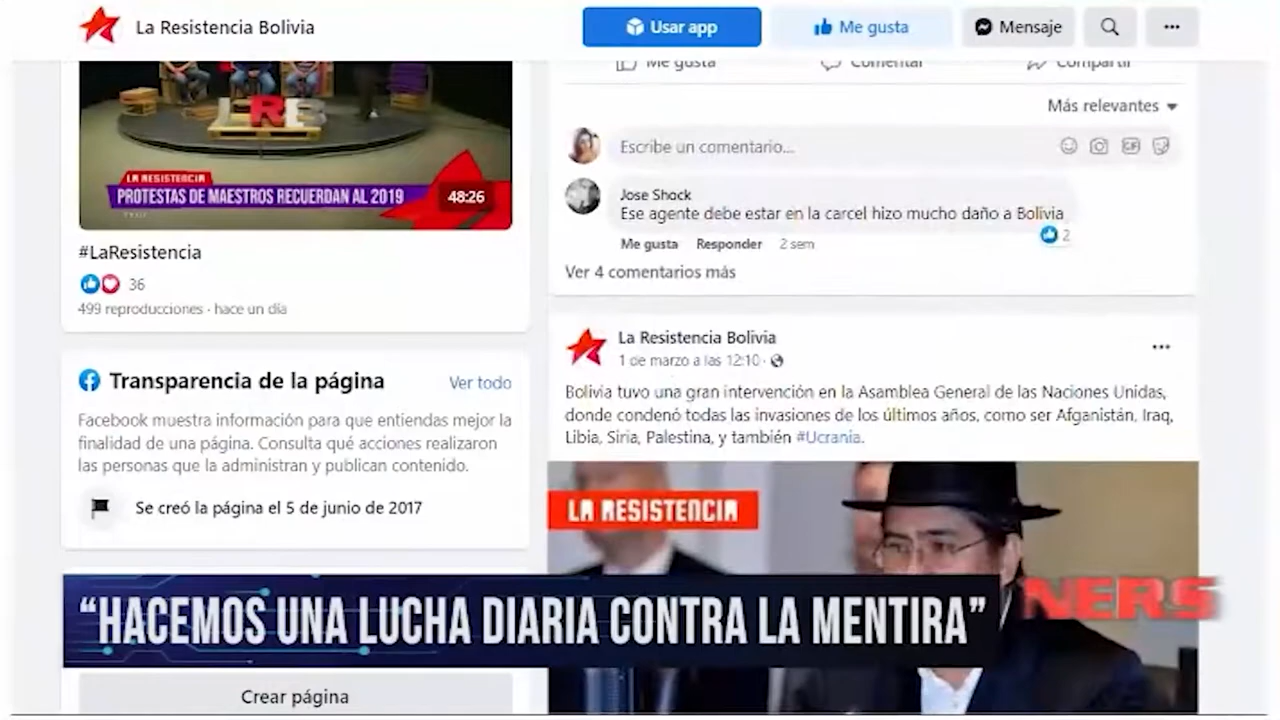 La Resistencia Bolivia
Usar app
Me gusta
Mensaje
LRB
LA RESISTENCIA
PROTESTAS DE MAESTROS RECUERDAN AL 2019
48:26
#LaResistencia
36
499 reproducciones · hace un día
Transparencia de la página
Ver todo
Facebook muestra información para que entiendas mejor la
finalidad de una página. Consulta qué acciones realizaron
las personas que la administran y publican contenido.
Se creó la página el 5 de junio de 2017
Crear página
Me gusta
Comentar
Compartir
Más relevantes
Escribe un comentario...
GIF
Jose Shock
Ese agente debe estar en la carcel hizo mucho daño a Bolivia
2
Me gusta Responder 2 sem
Ver 4 comentarios más
La Resistencia Bolivia
1 de marzo a las 12:10 ·
Bolivia tuvo una gran intervención en la Asamblea General de las Naciones Unidas,
donde condenó todas las invasiones de los últimos años, como ser Afganistán, Iraq,
Libia, Siria, Palestina, y también #Ucrania.
LA RESISTENCIA
“HACEMOS UNA LUCHA DIARIA CONTRA LA MENTIRA”
NERS